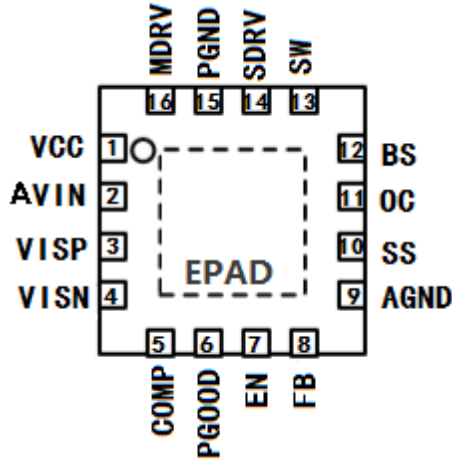 MDRV PGND SDRV SW
16 15 14 13
VCC 1 12 BS
AVIN 2 11 OC
VISP 3 10 SS
EPAD
VISN 4 9 AGND
5 6 7 8
COMP PGOOD EN FB